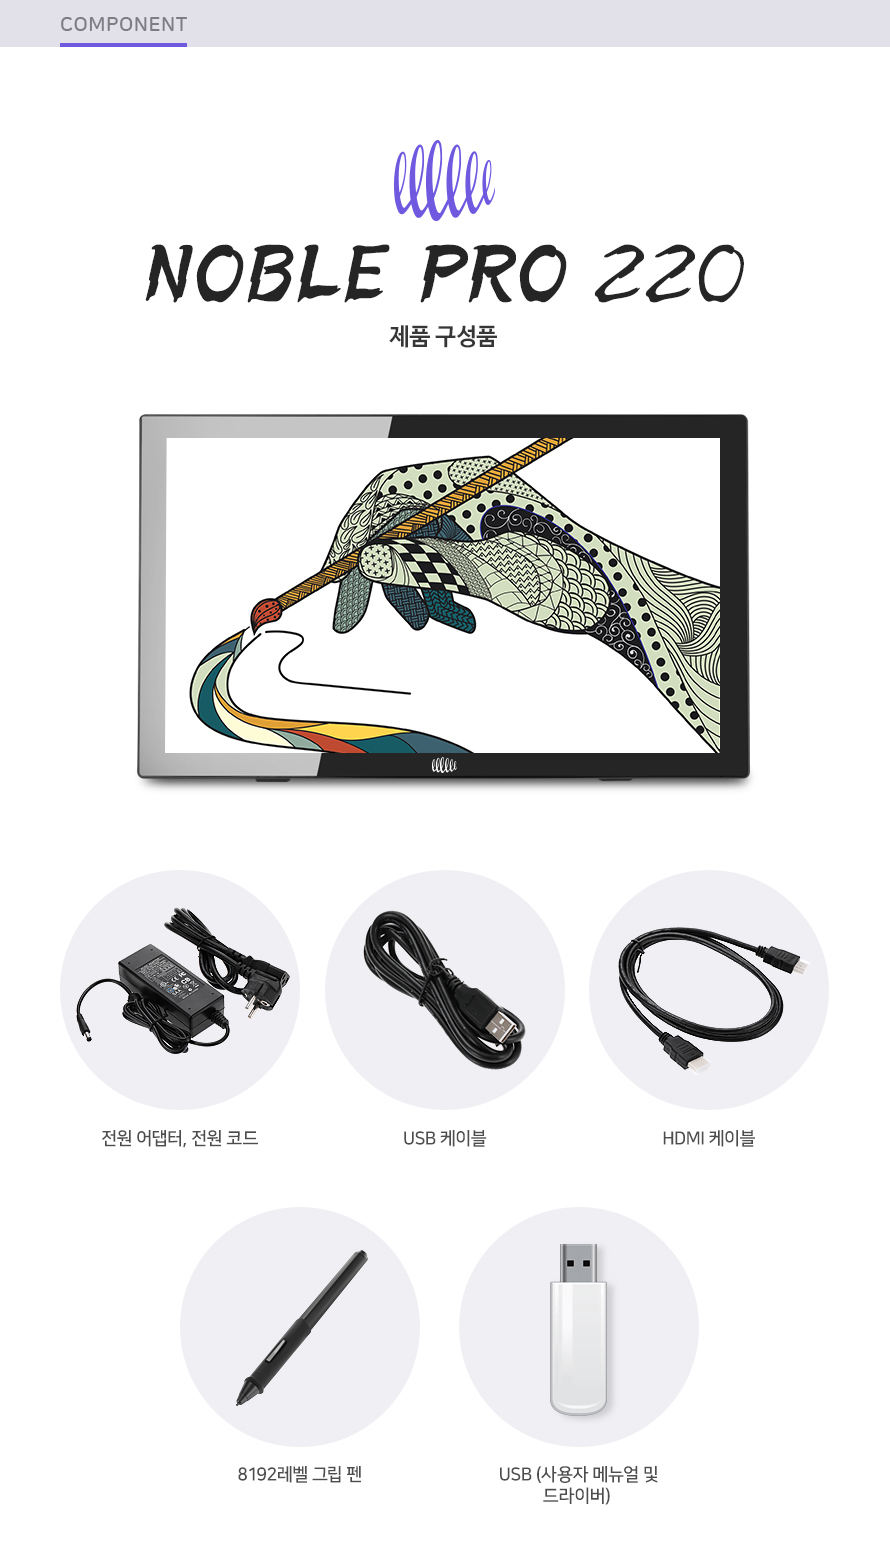 COMPONENT
NOBLE PRO 220
제품 구성품
전원 어댑터, 전원 코드
USB 케이블
HDMI 케이블
8192레벨 그립 펜
USB (사용자 메뉴얼 및
드라이버)